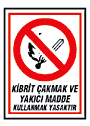 KİBRİT ÇAKMAK VE
YAKICI MADDE
KULLANMAK YASAKTIR